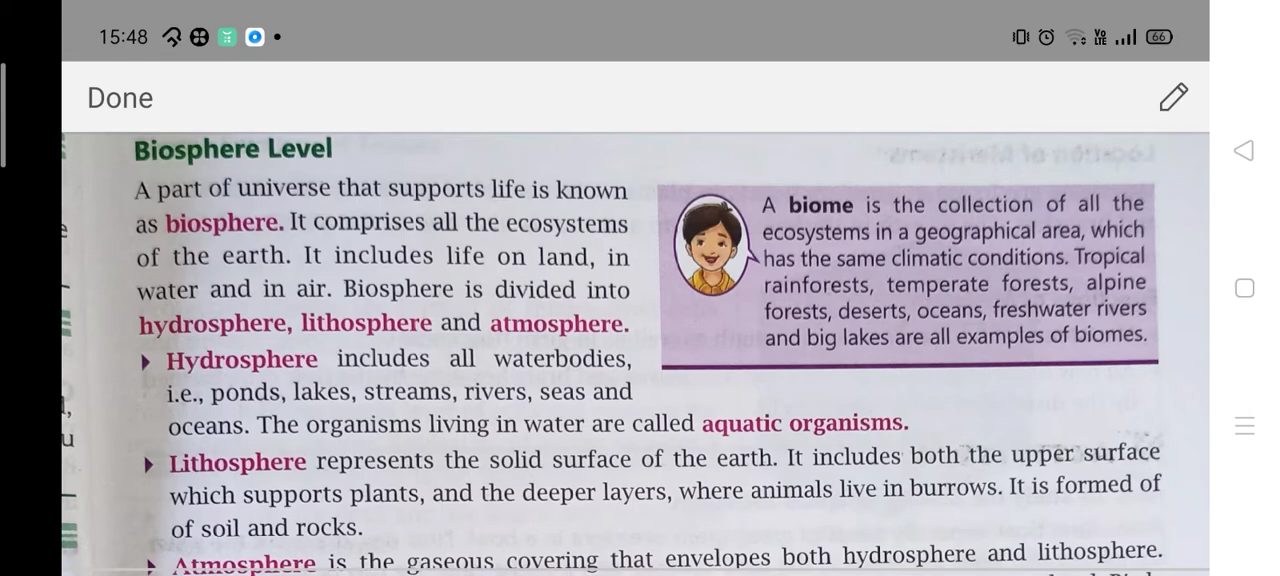 15:48
66
Done
Biosphere Level
A part of universe that supports life is known
as biosphere. It comprises all the ecosystems
of the earth. It includes life on land, in
water and in air. Biosphere is divided into
hydrosphere, lithosphere and atmosphere.
A biome is the collection of all the
ecosystems in a geographical area, which
has the same climatic conditions. Tropical
rainforests, temperate forests, alpine
forests, deserts, oceans, freshwater rivers
and big lakes are all examples of biomes.
Hydrosphere includes all waterbodies,
i.e., ponds, lakes, streams, rivers, seas and
oceans. The organisms living in water are called aquatic organisms.
Lithosphere represents the solid surface of the earth. It includes both the upper surface
which supports plants, and the deeper layers, where animals live in burrows. It is formed of
of soil and rocks.
Atmosphere is the gaseous covering that envelopes both hydrosphere and lithosphere.